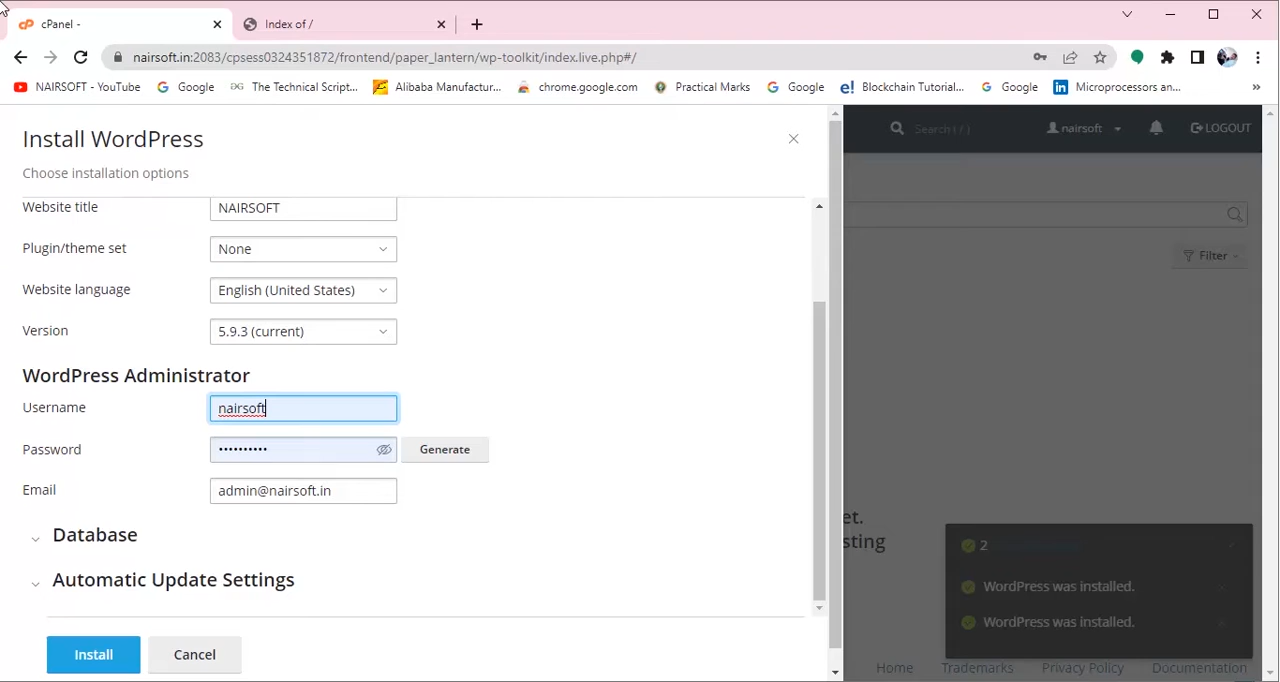 cPanel -
Index of /
nairsoft.in:2083/cpsess0324351872/frontend/paper_lantern/wp-toolkit/index.live.php#/
NAIRSOFT - YouTube
Google
The Technical Script...
Alibaba Manufactur...
chrome.google.com
Practical Marks
Google
Blockchain Tutorial...
Google
Microprocessors an...
»
Install WordPress
Choose installation options
Search ( / )
nairsoft
LOGOUT
Filter
Website title
NAIRSOFT
Plugin/theme set
None
Website language
English (United States)
Version
5.9.3 (current)
WordPress Administrator
Username
nairsoft
Password
••••••••••
Generate
Email
admin@nairsoft.in
Database
Automatic Update Settings
Install
Cancel
et.
sting
2
WordPress was installed.
WordPress was installed.
Home
Trademarks
Privacy Policy
Documentation